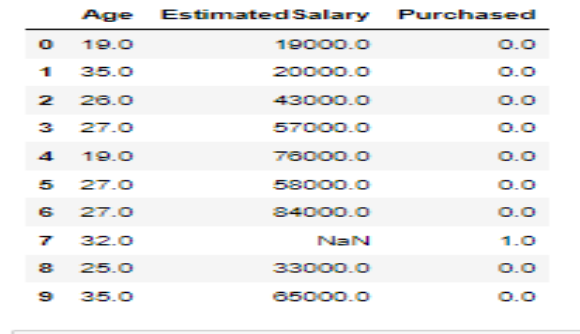 Age EstimatedSalary Purchased
0 19.0 19000.0 0.0
1 35.0 20000.0 0.0
2 26.0 43000.0 0.0
3 27.0 57000.0 0.0
4 19.0 76000.0 0.0
5 27.0 58000.0 0.0
6 27.0 84000.0 0.0
7 32.0 NaN 1.0
8 25.0 33000.0 0.0
9 35.0 65000.0 0.0